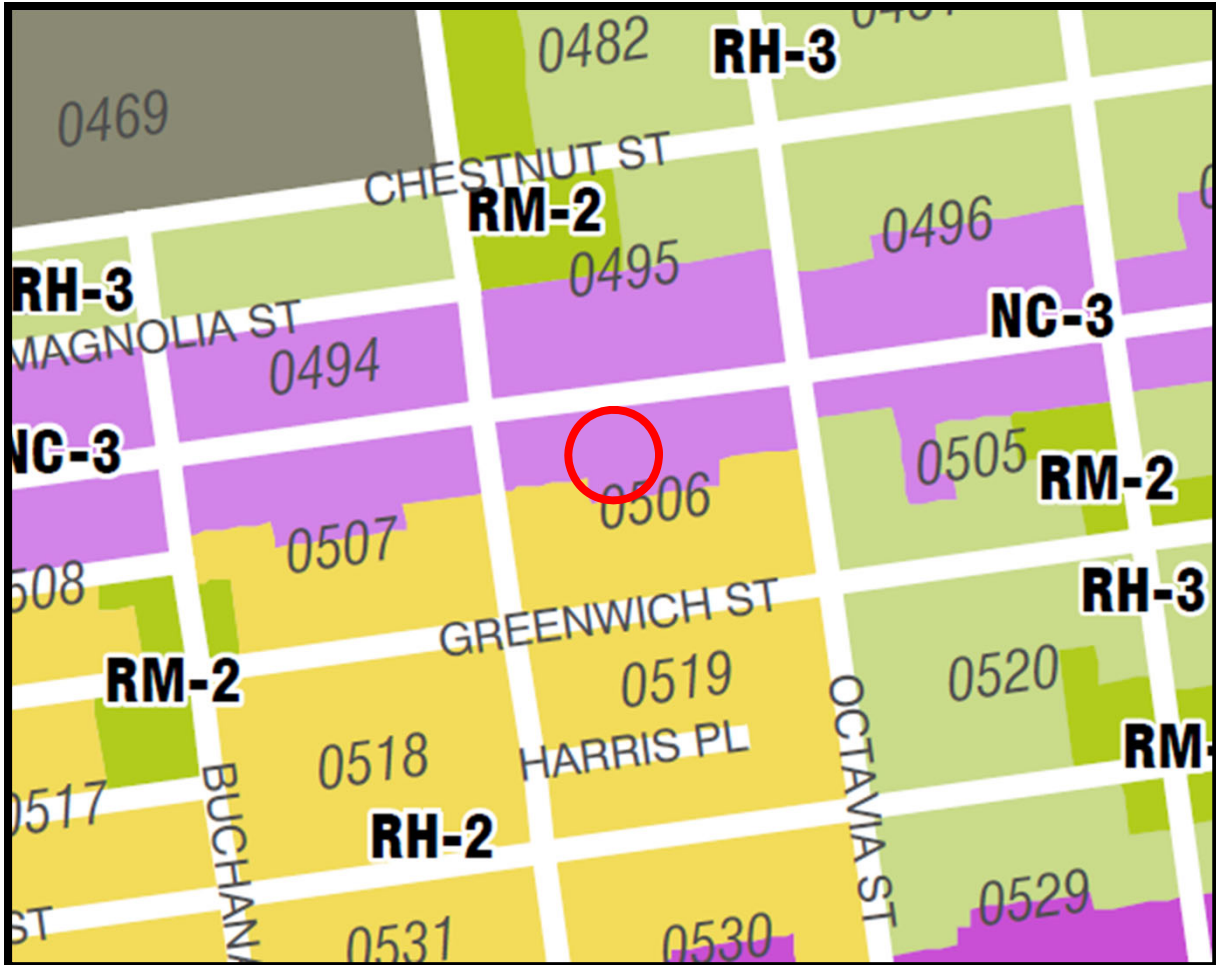 0482
RH-3
0469
CHESTNUT ST
RM-2
0496
0495
RH-3
NC-3
MAGNOLIA ST
0494
NC-3
0505
RM-2
0506
0507
508
RH-3
GREENWICH ST
RM-2
0519
0520
OCTAVIA ST
HARRIS PL
RM-
0518
BUCHANA
0517
RH-2
0529
ST
0531
0530